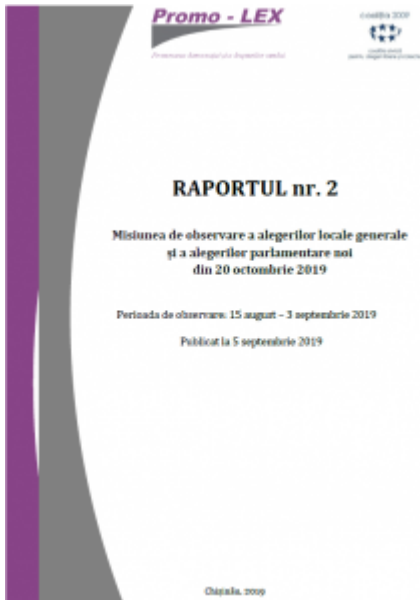 Promo - LEX
RAPORTUL nr. 2
Misiunea de observare a alegerilor locale generale
și a alegerilor parlamentare noi
din 20 octombrie 2019
Perioada de observare: 15 august – 3 septembrie 2019
Publicat la 5 septembrie 2019
Chișinău, 2019